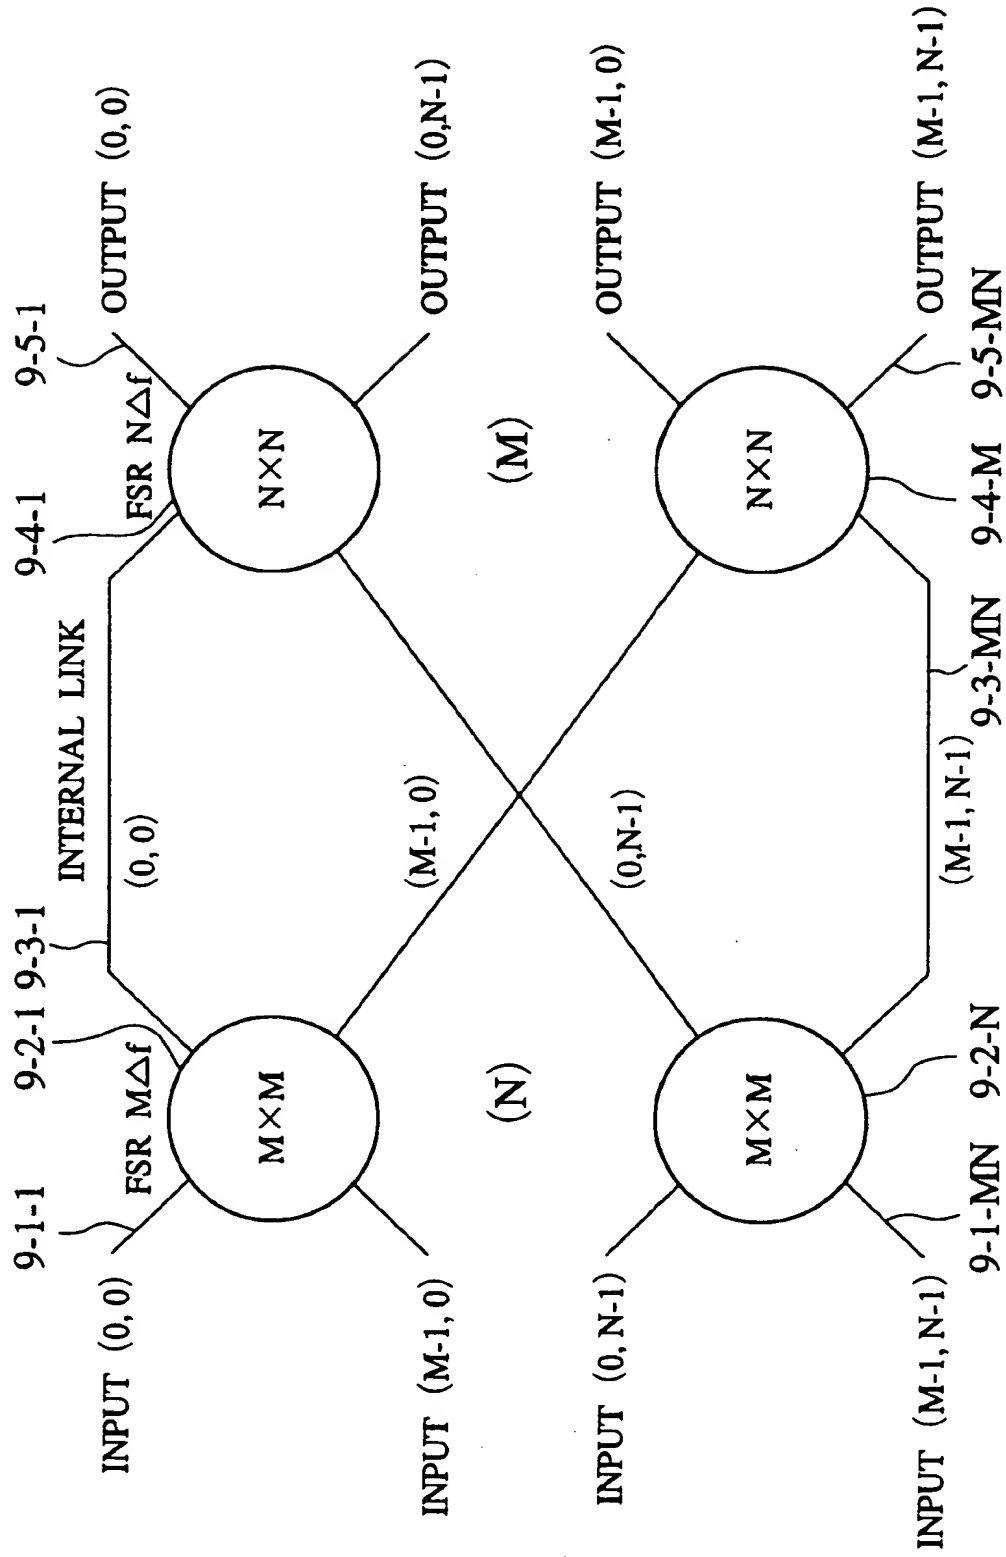 9-1-1
9-2-1
9-3-1
9-4-1
9-5-1
INTERNAL LINK
FSR M△f
FSR N△f
INPUT (0, 0)
M×M
(0, 0)
N×N
OUTPUT (0, 0)
INPUT (M-1, 0)
(M-1, 0)
OUTPUT (0,N-1)
(N)
(M)
INPUT (0, N-1)
(0,N-1)
OUTPUT (M-1, 0)
M×M
N×N
INPUT (M-1, N-1)
(M-1, N-1)
OUTPUT (M-1, N-1)
9-1-MN
9-2-N
9-3-MN
9-4-M
9-5-MN